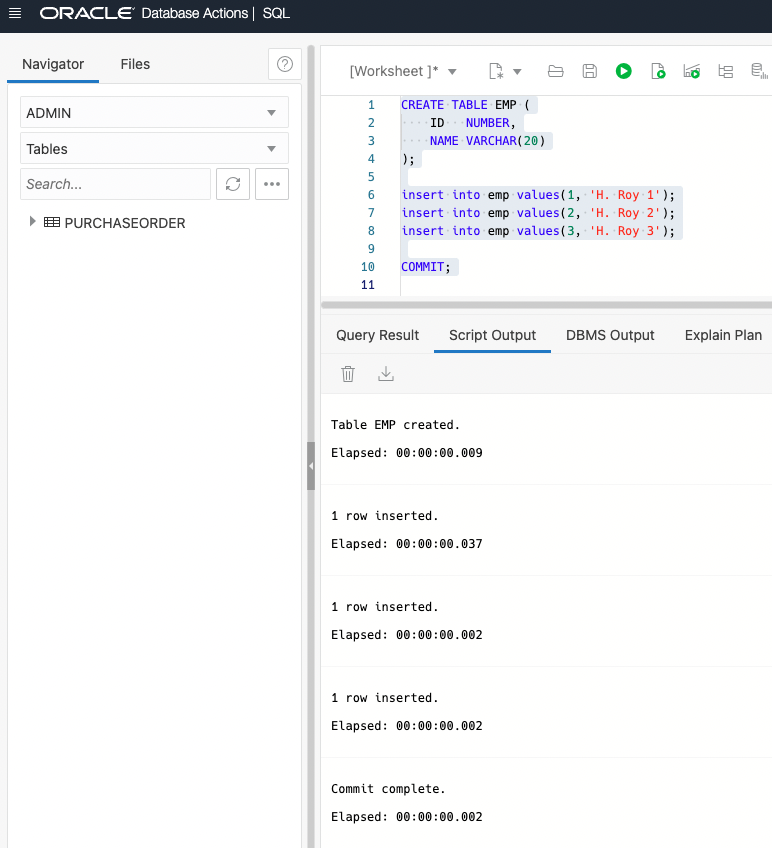 ORACLE Database Actions | SQL
Navigator
Files
ADMIN
Tables
Search...
PURCHASEORDER
[Worksheet ]*
1 CREATE TABLE EMP (
2 ID NUMBER,
3 NAME VARCHAR(20)
4 );
5
6 insert into emp values(1, 'H. Roy 1');
7 insert into emp values(2, 'H. Roy 2');
8 insert into emp values(3, 'H. Roy 3');
9
10 COMMIT;
11
Query Result
Script Output
DBMS Output
Explain Plan
Table EMP created.
Elapsed: 00:00:00.009
1 row inserted.
Elapsed: 00:00:00.037
1 row inserted.
Elapsed: 00:00:00.002
1 row inserted.
Elapsed: 00:00:00.002
Commit complete.
Elapsed: 00:00:00.002